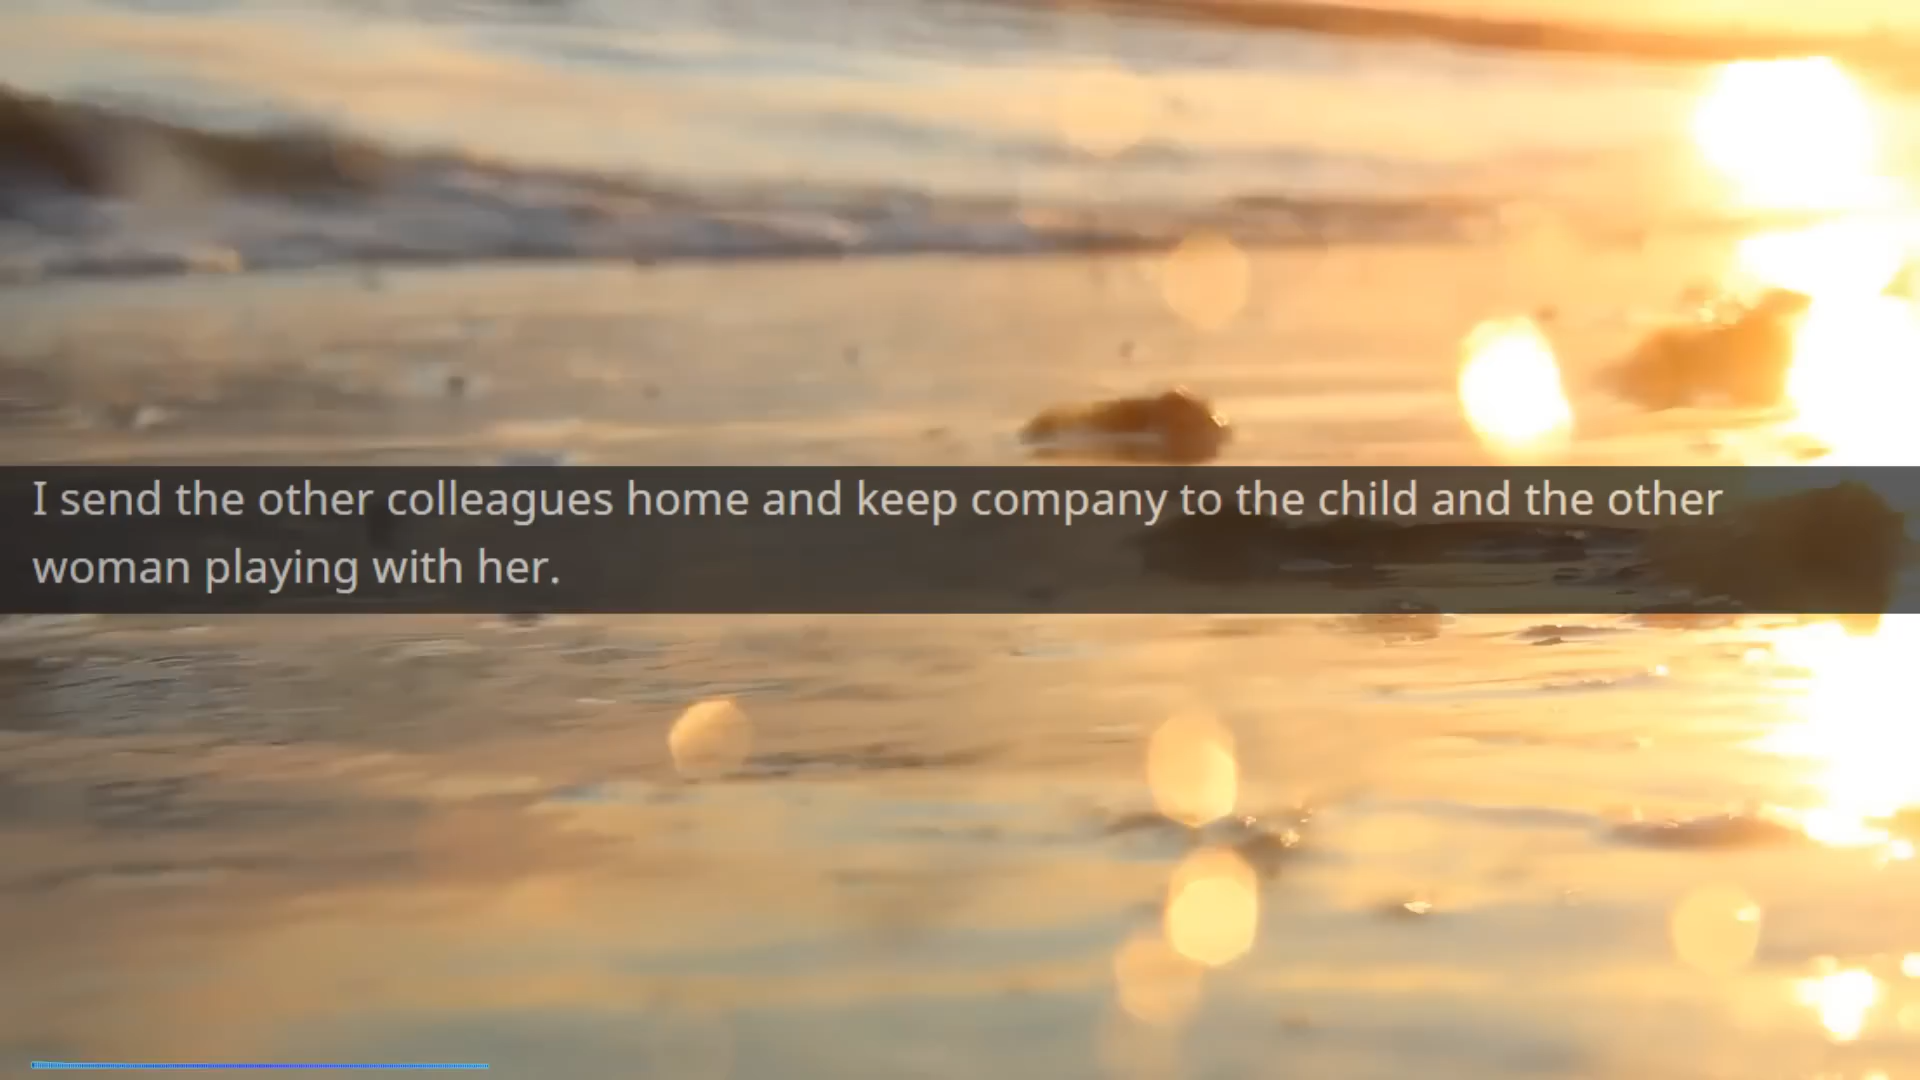 I send the other colleagues home and keep company to the child and the other
woman playing with her.